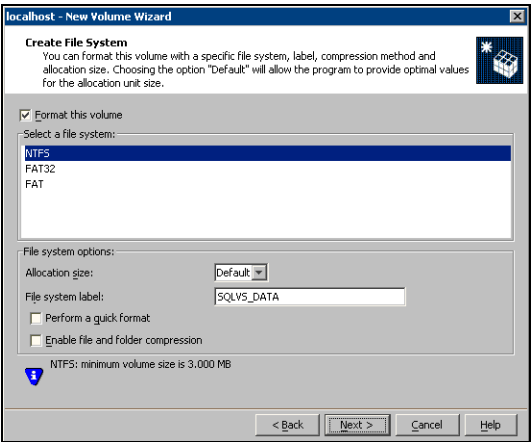 localhost - New Volume Wizard
Create File System
You can format this volume with a specific file system, label, compression method and
allocation size. Choosing the option "Default" will allow the program to provide optimal values
for the allocation unit size.
Format this volume
Select a file system:
NTFS
FAT32
FAT
File system options:
Allocation size:
Default
File system label:
SQLVS_DATA
Perform a quick format
Enable file and folder compression
NTFS: minimum volume size is 3.000 MB
< Back
Next >
Cancel
Help